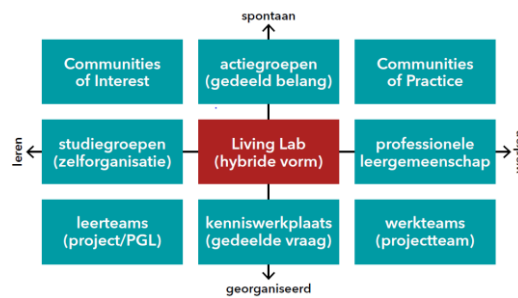 spontaan
Communities
of Interest
actiegroepen
(gedeeld belang)
Communities
of Practice
leren
studiegroepen
(zelforganisatie)
Living Lab
(hybride vorm)
professionele
leergemeenschap
werken
leerteams
(project/PGL)
kenniswerkplaats
(gedeelde vraag)
werkteams
(projectteam)
georganiseerd